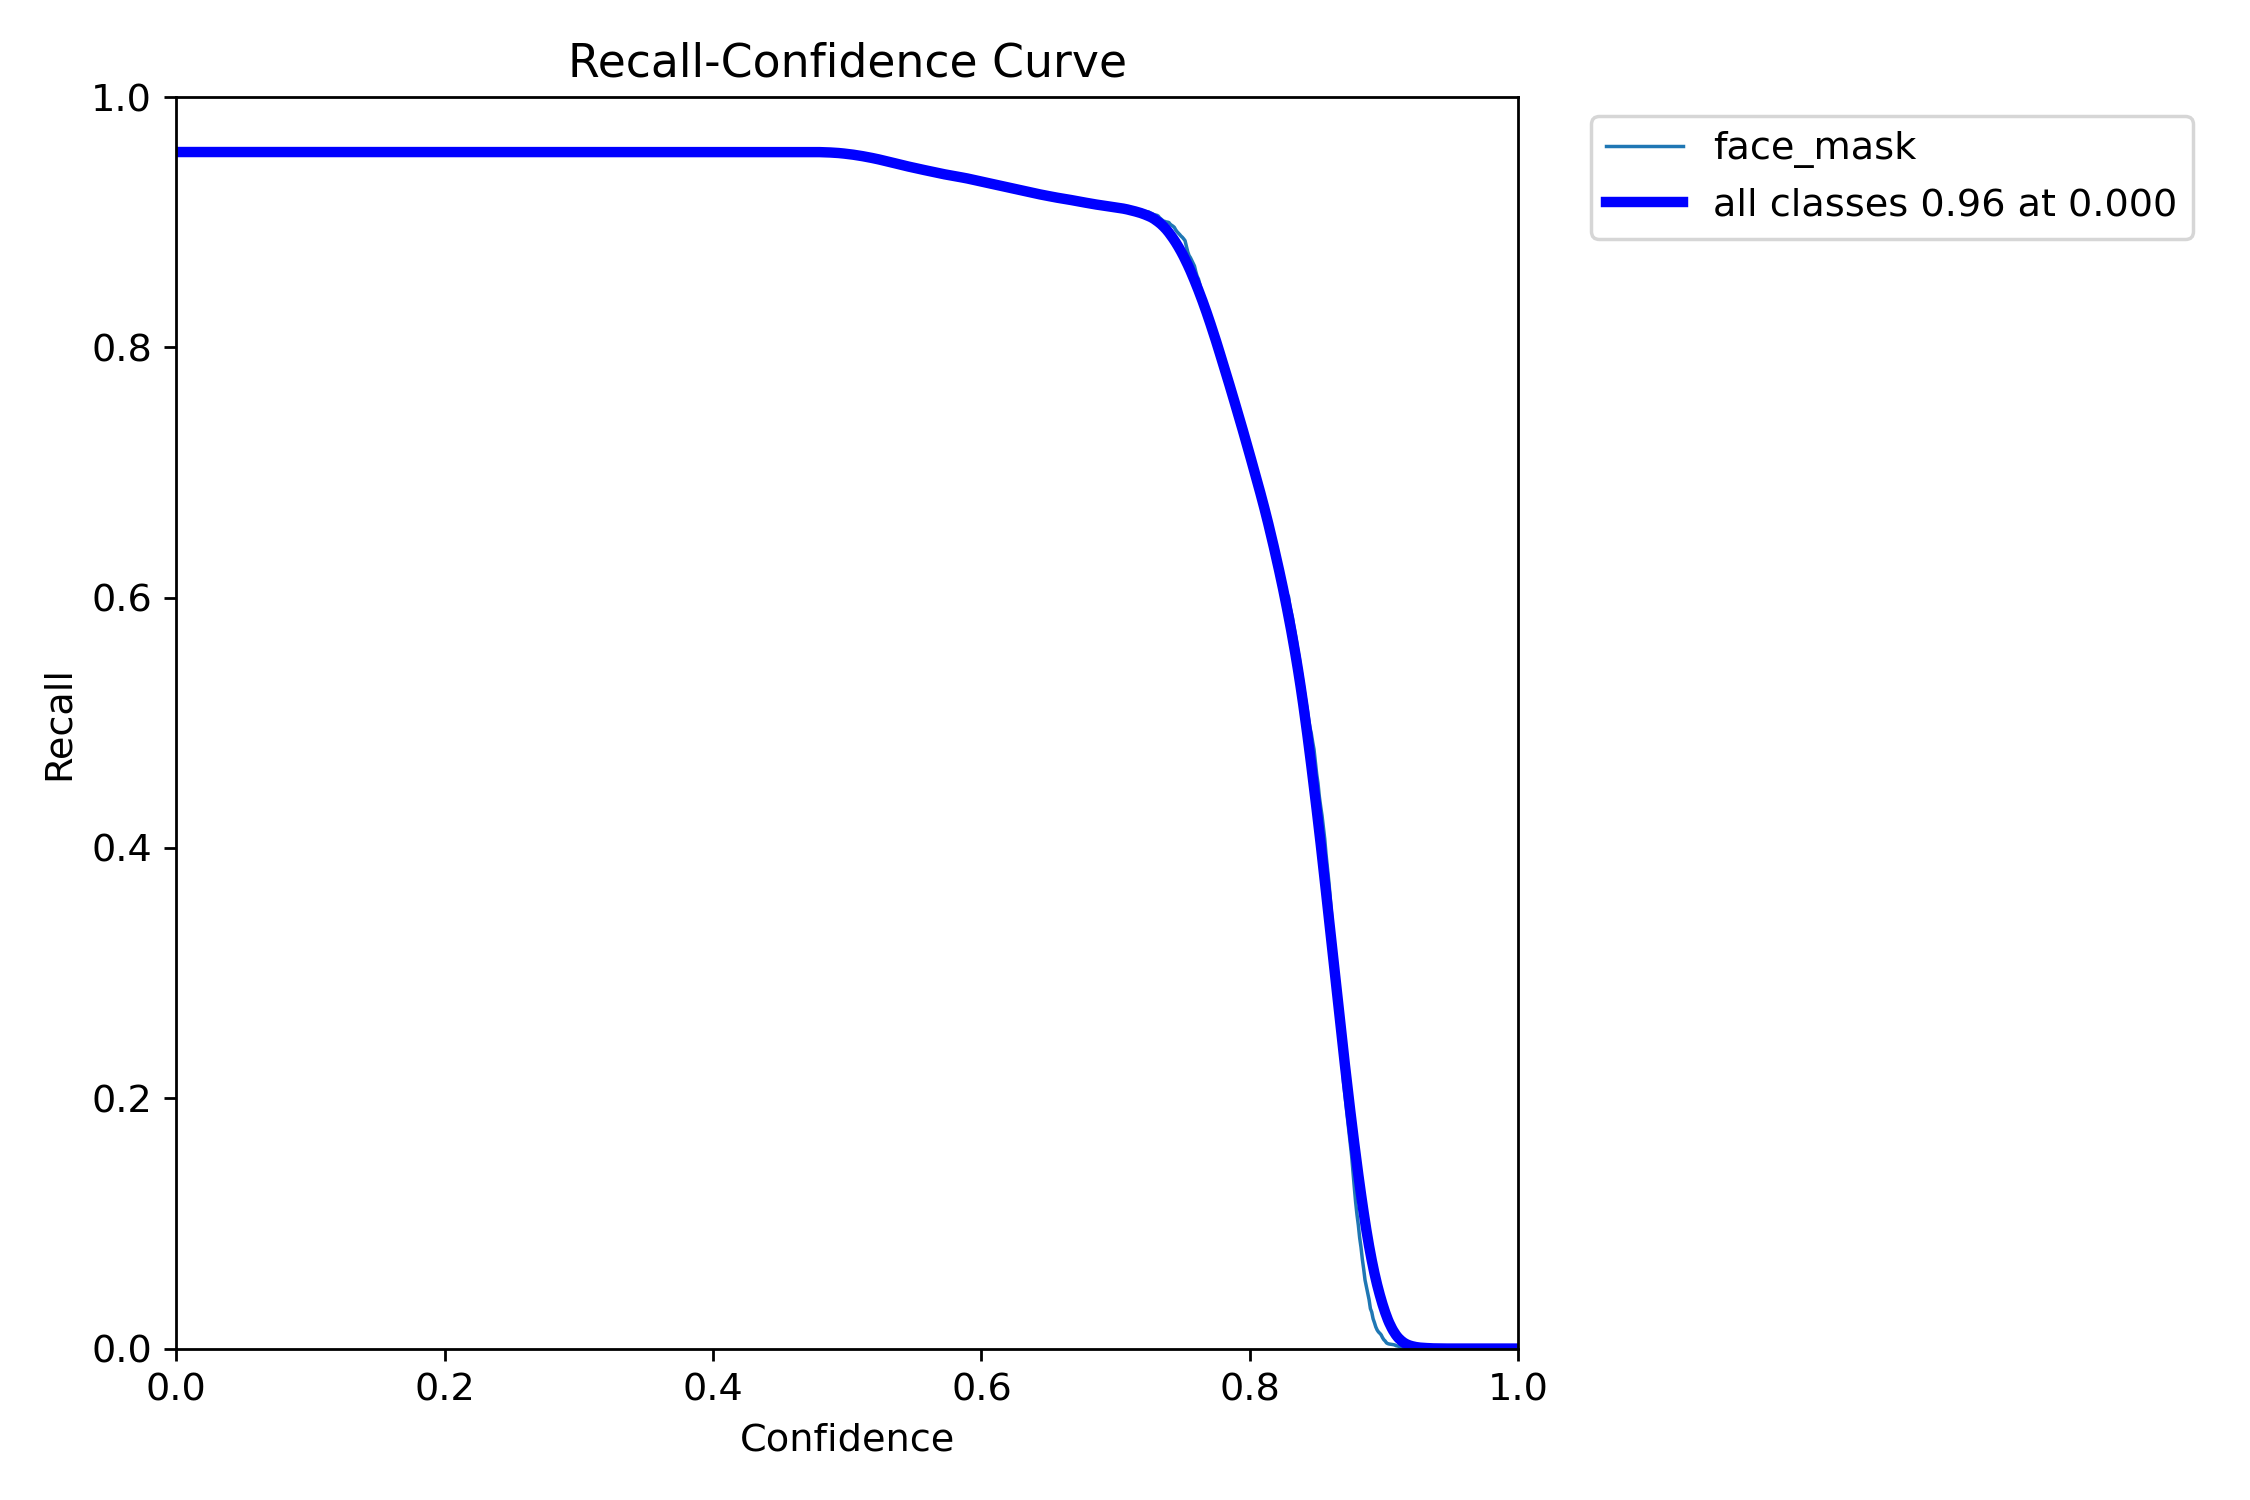 Recall-Confidence Curve
1.0
0.8
0.6
0.4
0.2
0.0
Recall
0.0 0.2 0.4 0.6 0.8 1.0
Confidence
face_mask
all classes 0.96 at 0.000